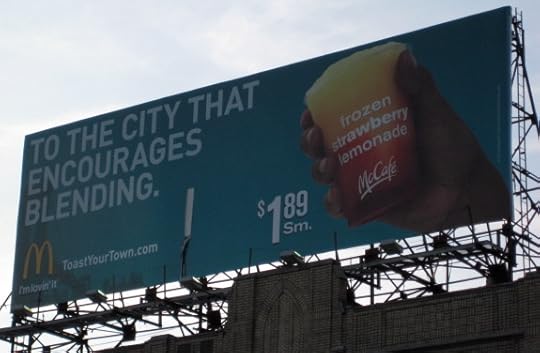 TO THE CITY THAT
ENCOURAGES
BLENDING.
frozen
strawberry
lemonade
McCafé
$1 89
Sm.
ToastYourTown.com
i'm lovin' it